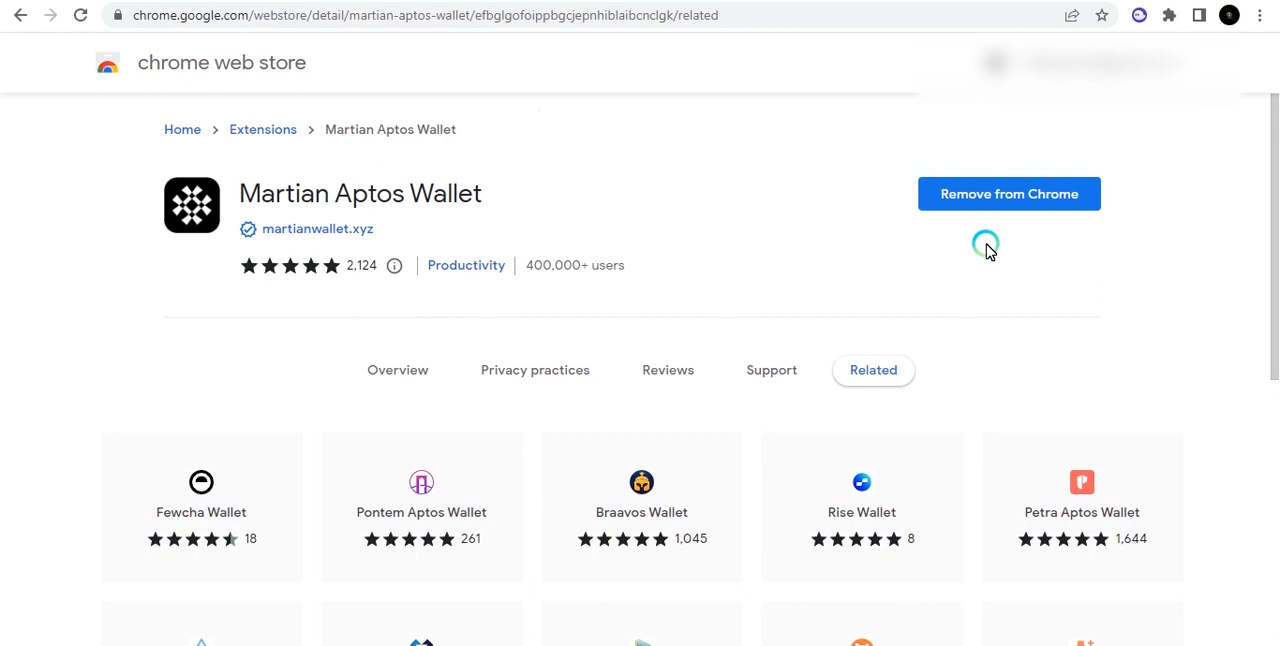 chrome.google.com/webstore/detail/martian-aptos-wallet/efbglgofoippbgcjepnhiblaibcnclgk/related
chrome web store
Home > Extensions > Martian Aptos Wallet
Martian Aptos Wallet
Remove from Chrome
martianwallet.xyz
2,124 Productivity 400,000+ users
Overview Privacy practices Reviews Support Related
Fewcha Wallet Pontem Aptos Wallet Braavos Wallet Rise Wallet Petra Aptos Wallet
18 261 1,045 8 1,644